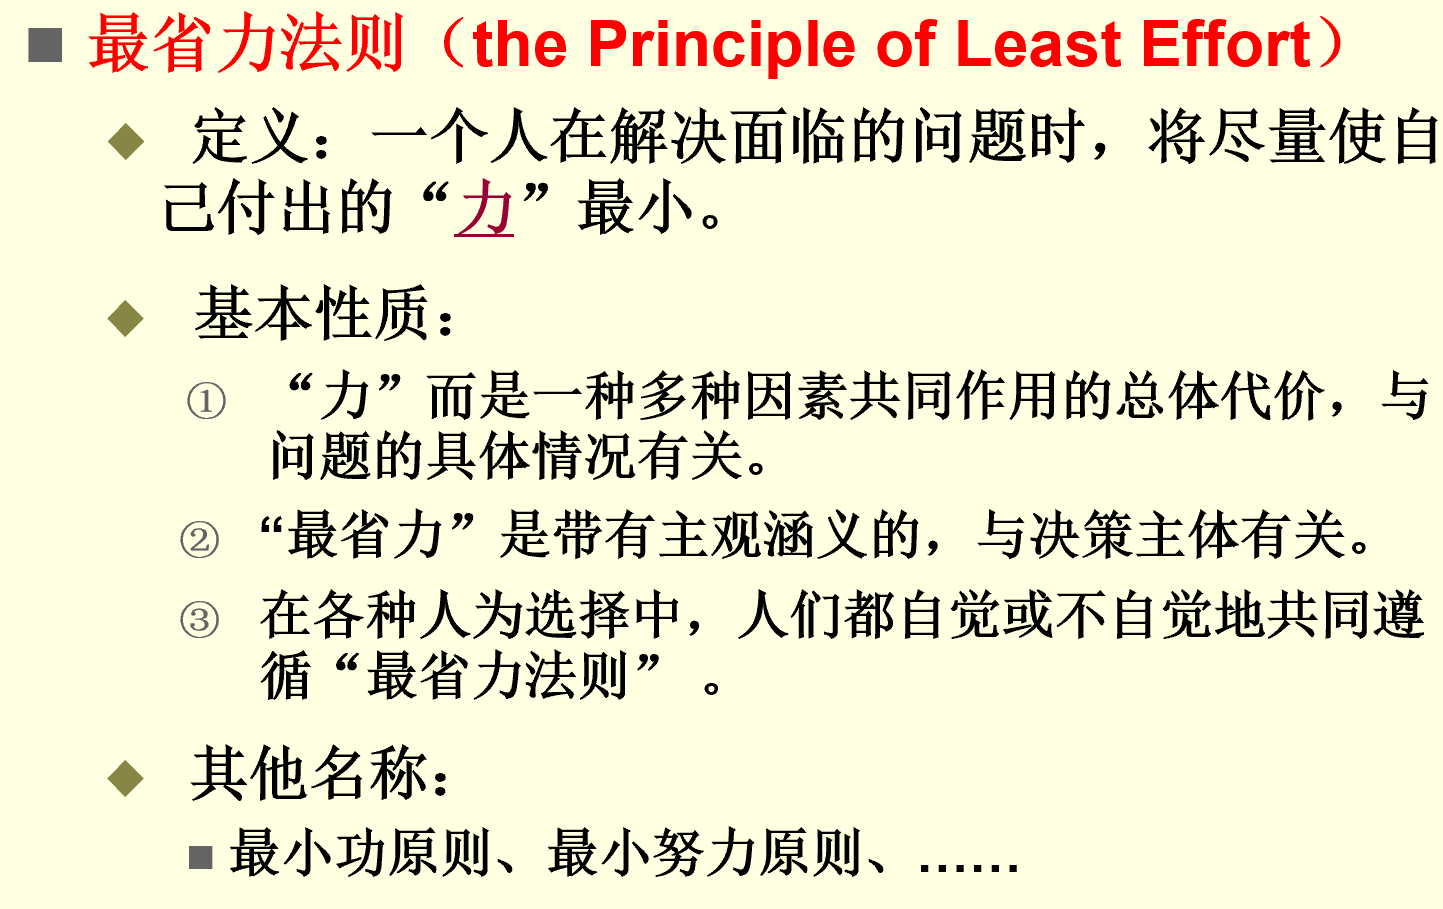 ■ 最省力法则（the Principle of Least Effort）
◆ 定义：一个人在解决面临的问题时，将尽量使自
己付出的“力”最小。
◆ 基本性质：
① “力”而是一种多种因素共同作用的总体代价，与
问题的具体情况有关。
② “最省力”是带有主观涵义的，与决策主体有关。
③ 在各种人为选择中，人们都自觉或不自觉地共同遵
循“最省力法则” 。
◆ 其他名称：
■ 最小功原则、最小努力原则、……